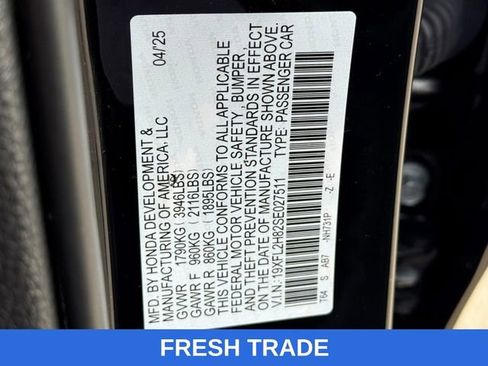 MFD. BY HONDA DEVELOPMENT & 04/25
MANUFACTURING OF AMERICA, LLC
GVWR 1790KG ( 3946LBS)
GAWR F 960KG ( 2116LBS)
GAWR R 860KG ( 1895LBS)
THIS VEHICLE CONFORMS TO ALL APPLICABLE
FEDERAL MOTOR VEHICLE SAFETY, BUMPER,
AND THEFT PREVENTION STANDARDS IN EFFECT
ON THE DATE OF MANUFACTURE SHOWN ABOVE.
V.I.N.: 19XFL2H82SE027511 TYPE: PASSENGER CAR
T64 S AB7 -NH731P -Z -E
FRESH TRADE